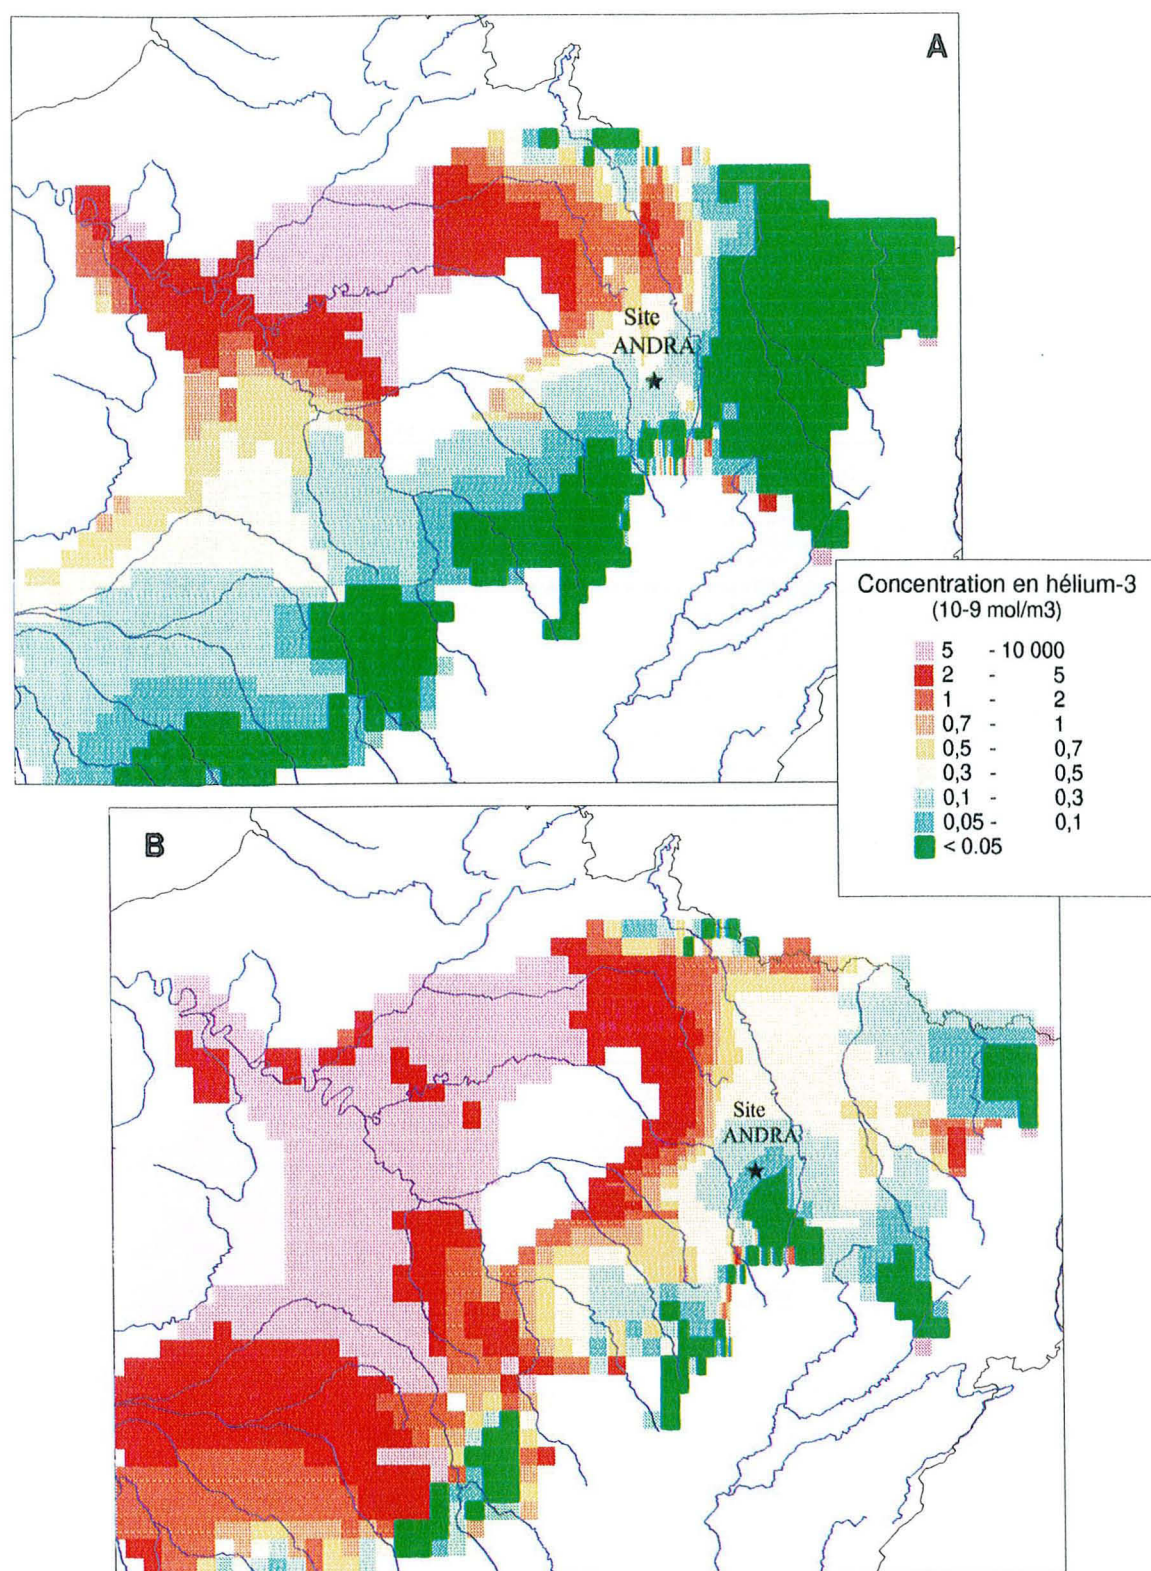 A
Site
ANDRA
Concentration en hélium-3
(10-9 mol/m3)
5 - 10 000
2 - 5
1 - 2
0,7 - 1
0,5 - 0,7
0,3 - 0,5
0,1 - 0,3
0,05 - 0,1
< 0.05
B
Site
ANDRA